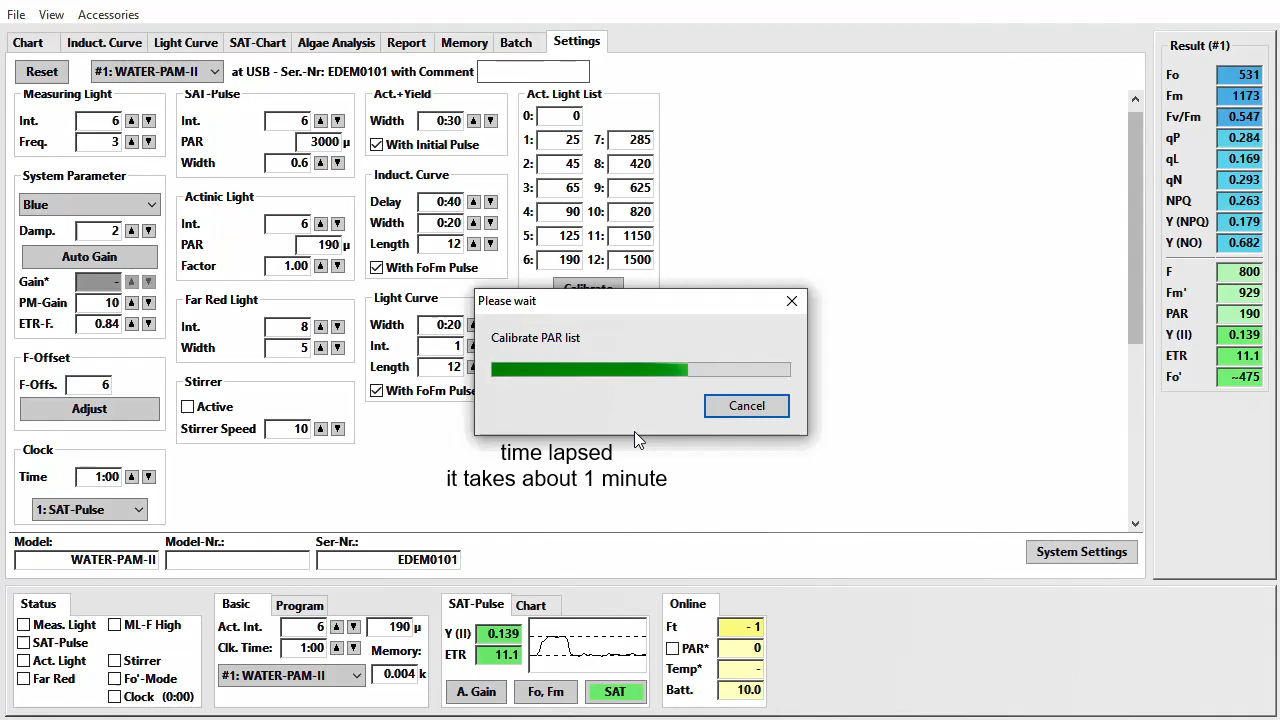 File View Accessories
Chart Induct. Curve Light Curve SAT-Chart Algae Analysis Report Memory Batch Settings
Reset #1: WATER-PAM-II at USB - Ser.-Nr: EDEM0101 with Comment
Measuring Light
Int. 6
Freq. 3
System Parameter
Blue
Damp. 2
Auto Gain
Gain* -
PM-Gain 10
ETR-F. 0.84
F-Offset
F-Offs. 6
Adjust
Clock
Time 1:00
1: SAT-Pulse
SAT-Pulse
Int. 6
PAR 3000 µ
Width 0.6
Actinic Light
Int. 6
PAR 190 µ
Factor 1.00
Far Red Light
Int. 8
Width 5
Stirrer
Active
Stirrer Speed 10
Act.+Yield
Width 0:30
With Initial Pulse
Induct. Curve
Delay 0:40
Width 0:20
Length 12
With FoFm Pulse
Light Curve
Width 0:20
Int. 1
Length 12
With FoFm Pulse
Act. Light List
0: 0
1: 25 7: 285
2: 45 8: 420
3: 65 9: 625
4: 90 10: 820
5: 125 11: 1150
6: 190 12: 1500
Calibrate
Please wait
Calibrate PAR list
Cancel
time lapsed
it takes about 1 minute
Model: Model-Nr.: Ser-Nr.:
WATER-PAM-II EDEM0101
System Settings
Result (#1)
Fo 531
Fm 1173
Fv/Fm 0.547
qP 0.284
qL 0.169
qN 0.293
NPQ 0.263
Y (NPQ) 0.179
Y (NO) 0.682
F 800
Fm' 929
PAR 190
Y (II) 0.139
ETR 11.1
Fo' ~475
Status
Meas. Light ML-F High
SAT-Pulse
Act. Light Stirrer
Far Red Fo'-Mode
Clock (0:00)
Basic Program
Act. Int. 6 190 µ
Clk. Time: 1:00 Memory:
#1: WATER-PAM-II 0.004 k
SAT-Pulse Chart
Y (II) 0.139
ETR 11.1
A. Gain Fo, Fm SAT
Online
Ft - 1
PAR* 0
Temp* -
Batt. 10.0